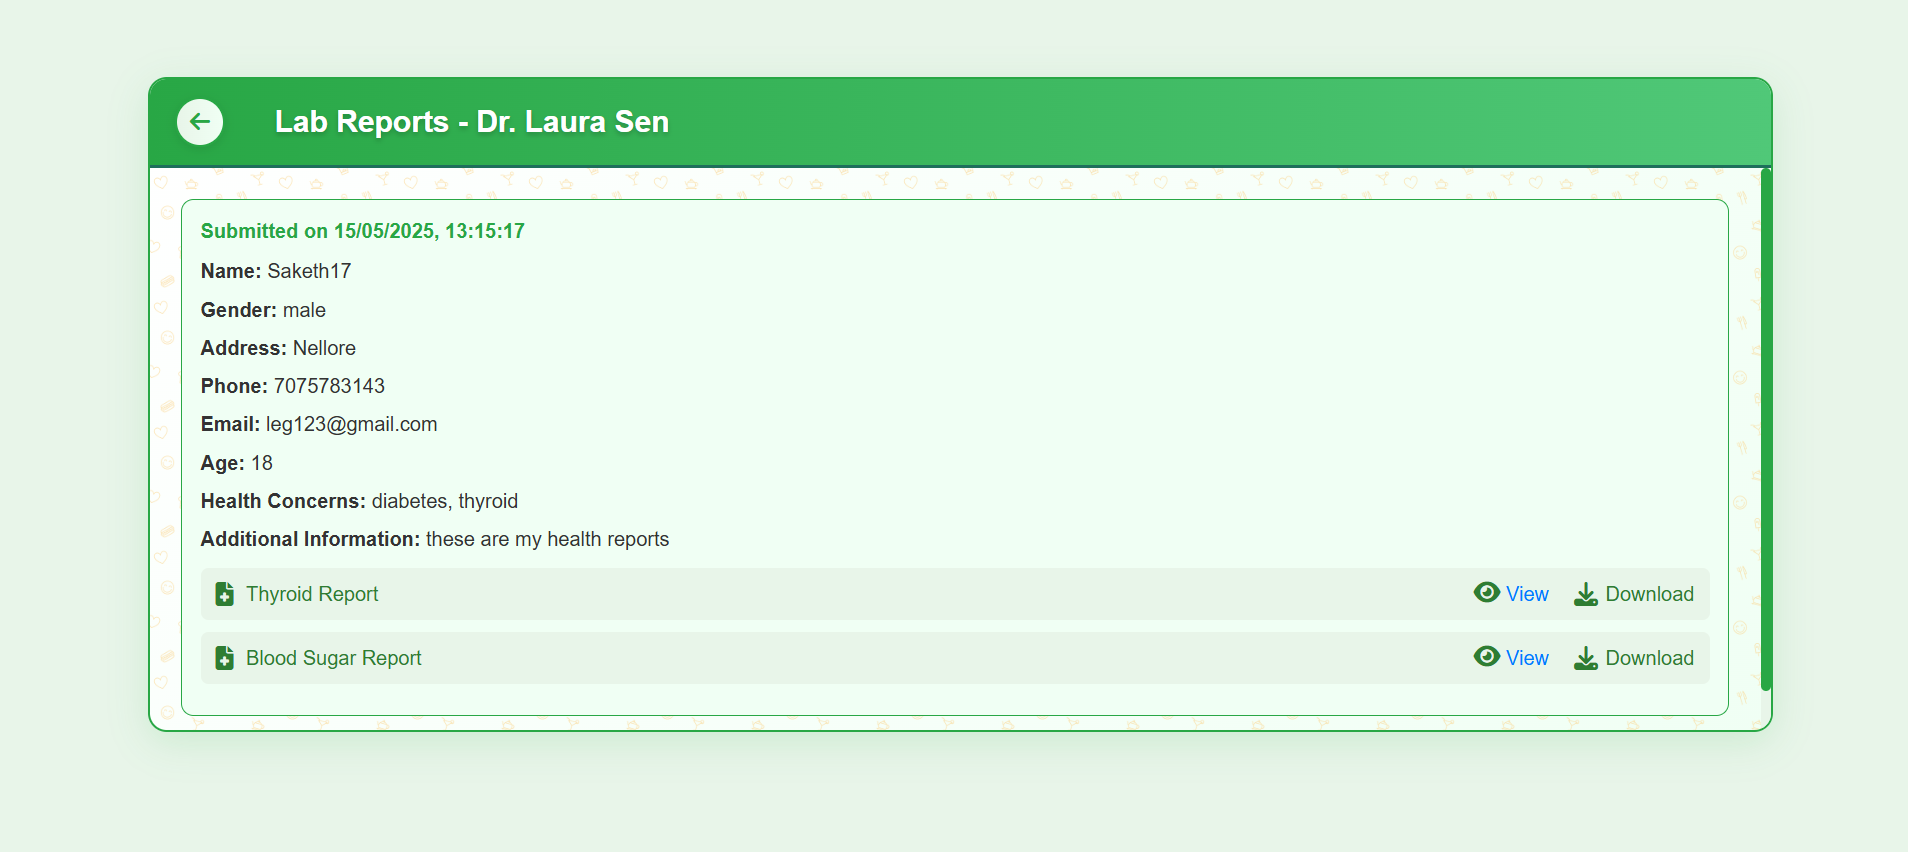 Lab Reports - Dr. Laura Sen
Submitted on 15/05/2025, 13:15:17
Name: Saketh17
Gender: male
Address: Nellore
Phone: 7075783143
Email: leg123@gmail.com
Age: 18
Health Concerns: diabetes, thyroid
Additional Information: these are my health reports
Thyroid Report View Download
Blood Sugar Report View Download